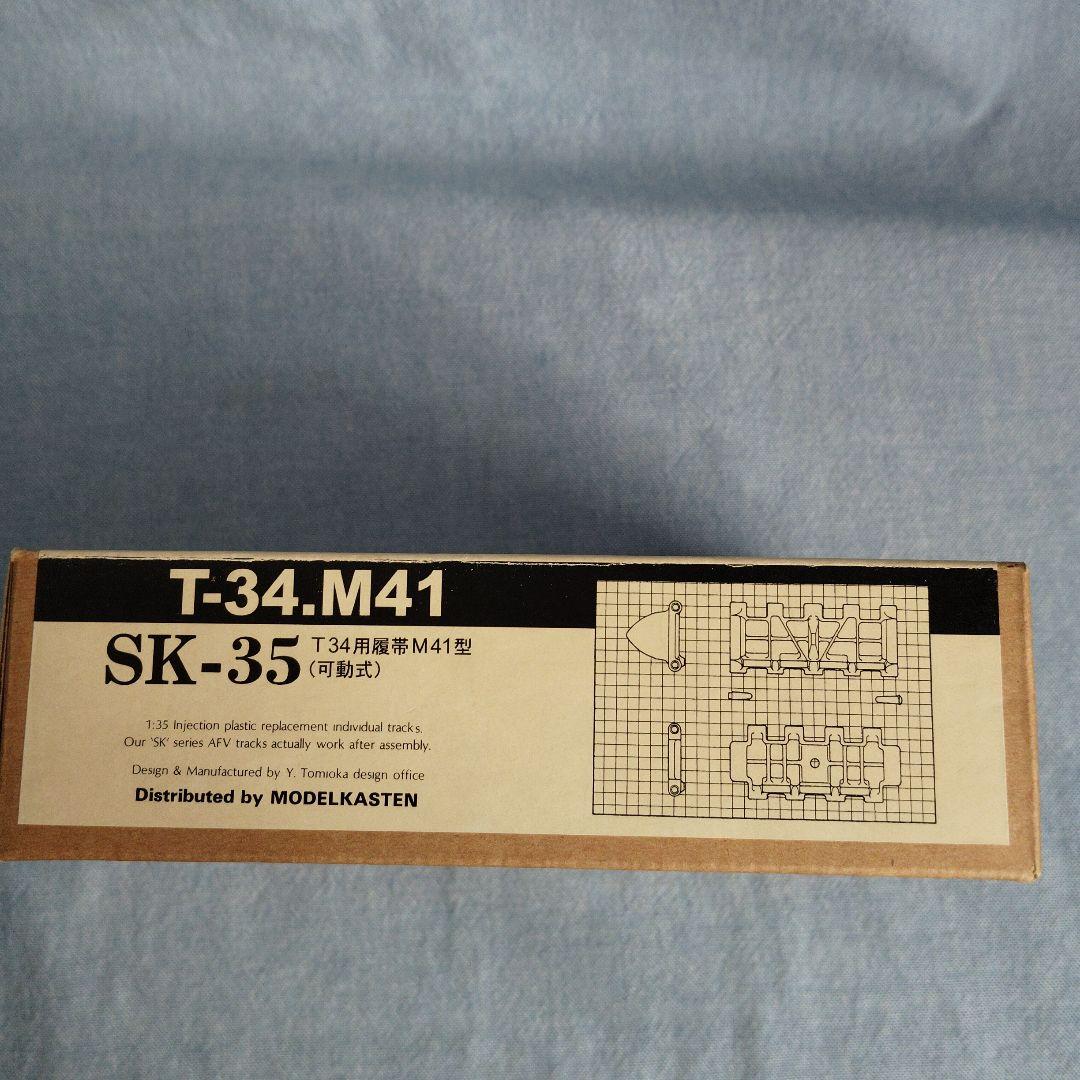 T-34.M41
SK-35
T34用履帯M41型
(可動式)
1:35 Injection plastic replacement individual tracks.
Our 'SK' series AFV tracks actually work after assembly.
Design & Manufactured by Y. Tomioka design office
Distributed by MODELKASTEN